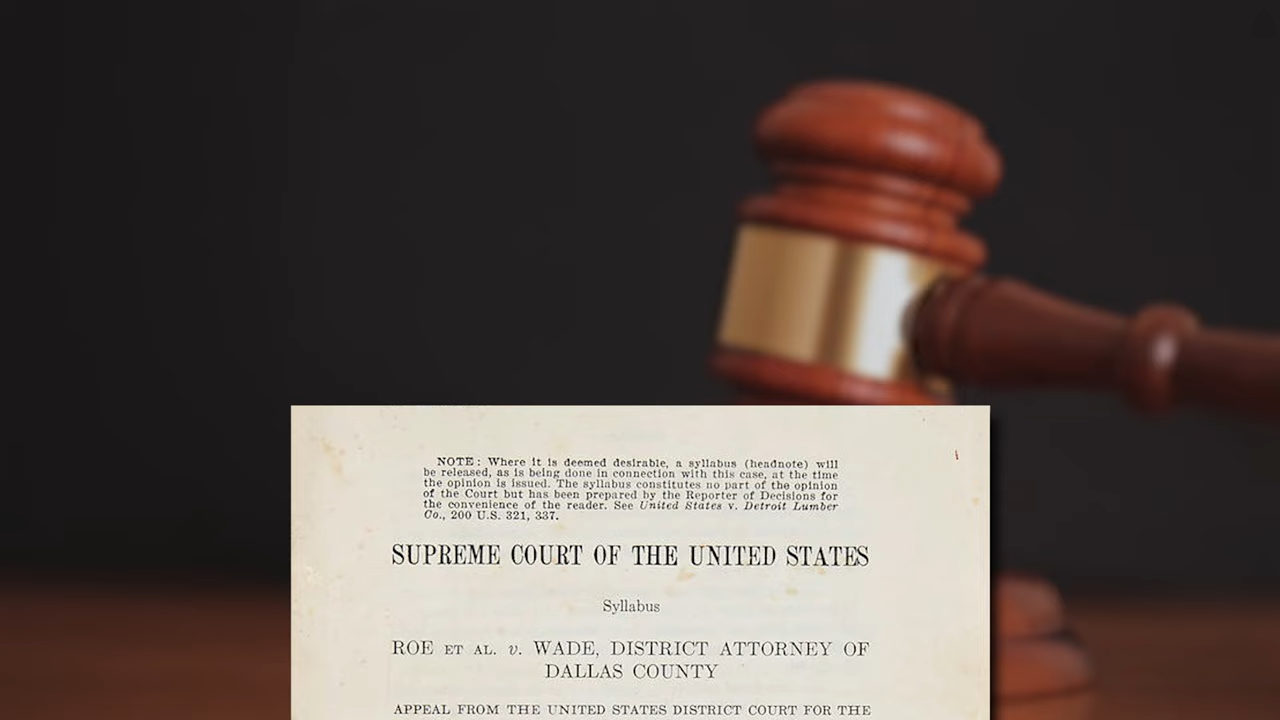 NOTE: Where it is deemed desirable, a syllabus (headnote) will
be released, as is being done in connection with this case, at the time
the opinion is issued. The syllabus constitutes no part of the opinion
of the Court but has been prepared by the Reporter of Decisions for
the convenience of the reader. See United States v. Detroit Lumber
Co., 200 U.S. 321, 337.
SUPREME COURT OF THE UNITED STATES
Syllabus
ROE ET AL. v. WADE, DISTRICT ATTORNEY OF
DALLAS COUNTY
APPEAL FROM THE UNITED STATES DISTRICT COURT FOR THE